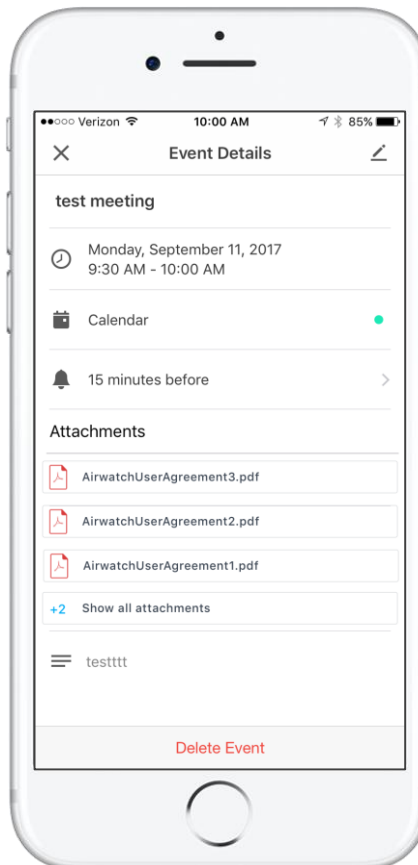 Verizon 10:00 AM 85%
Event Details
test meeting
Monday, September 11, 2017
9:30 AM - 10:00 AM
Calendar
15 minutes before
Attachments
AirwatchUserAgreement3.pdf
AirwatchUserAgreement2.pdf
AirwatchUserAgreement1.pdf
+2 Show all attachments
testttt
Delete Event